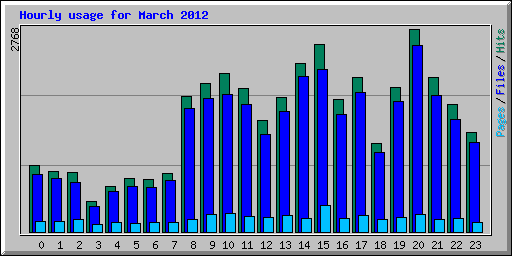 Hourly usage for March 2012
2768
Pages / Files / Hits
0 1 2 3 4 5 6 7 8 9 10 11 12 13 14 15 16 17 18 19 20 21 22 23